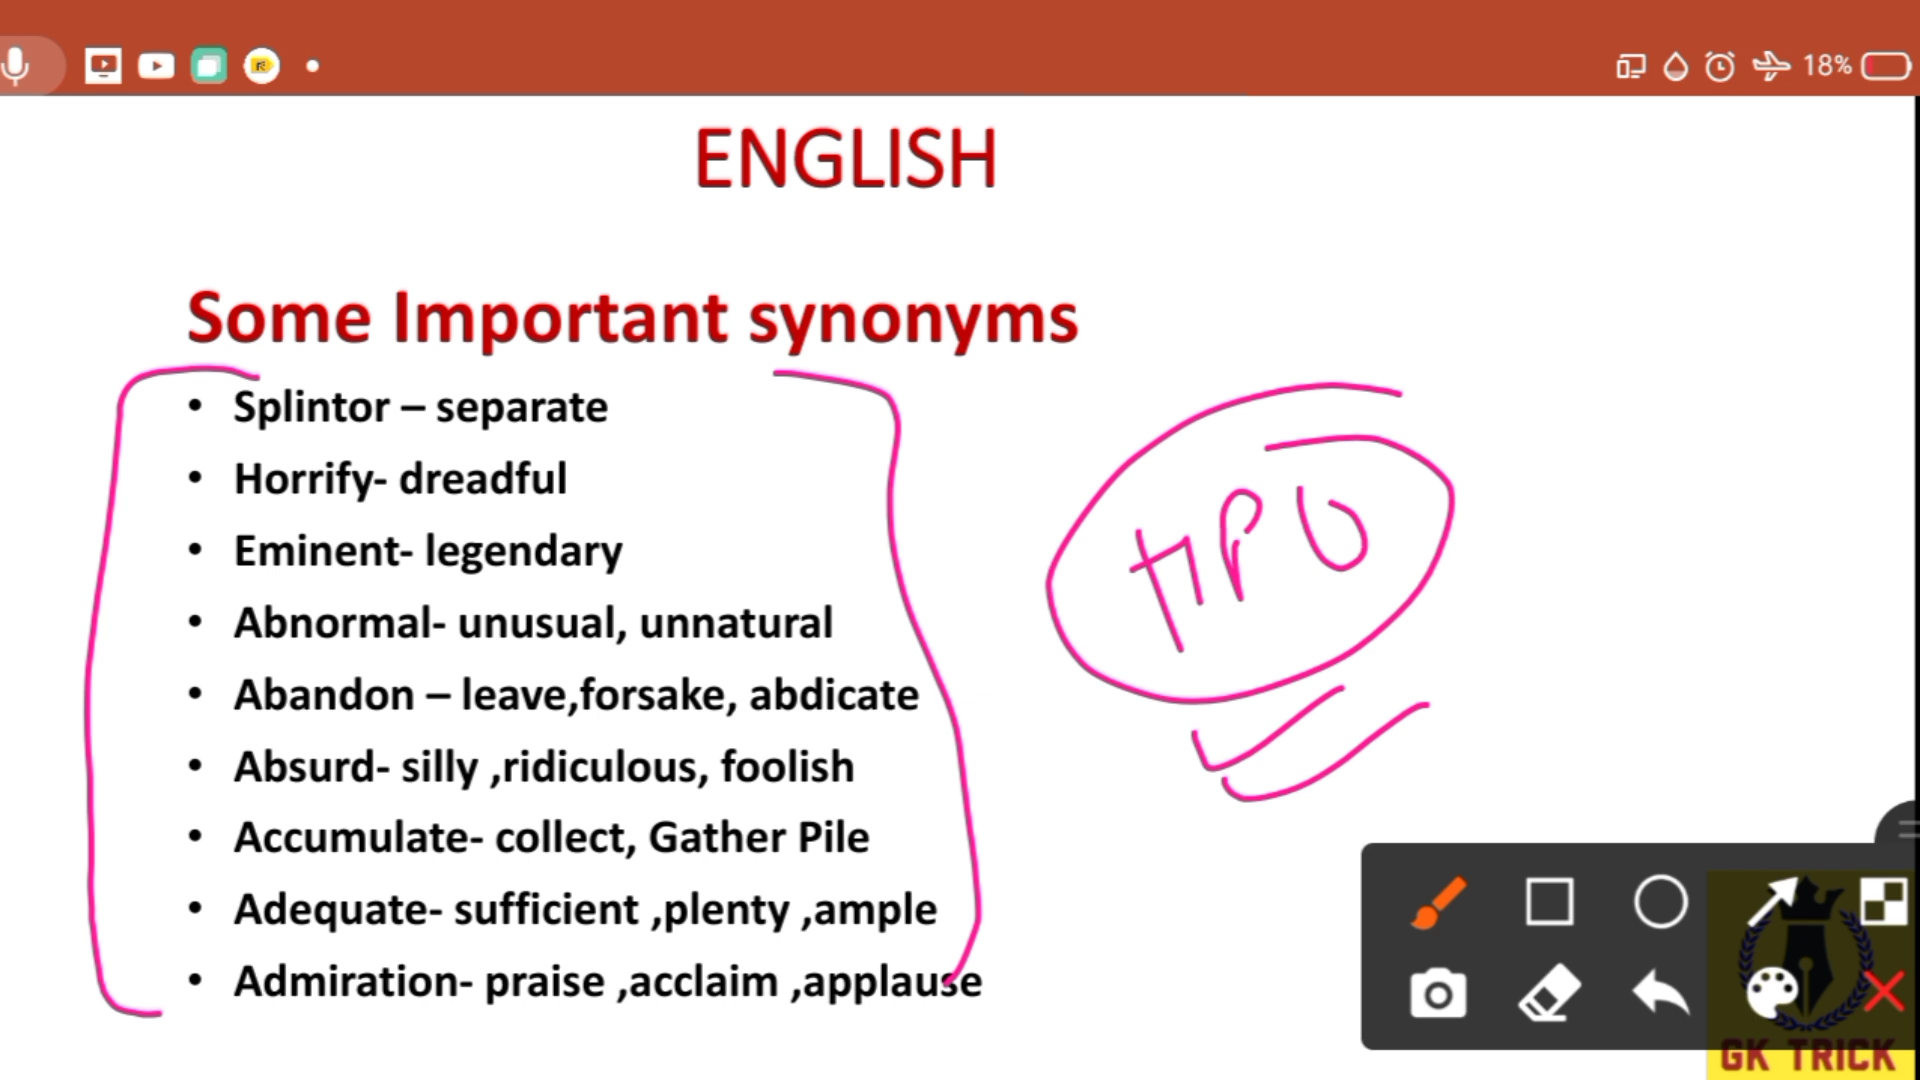 18%
ENGLISH
Some Important synonyms
• Splintor – separate
• Horrify- dreadful
• Eminent- legendary
• Abnormal- unusual, unnatural
• Abandon – leave,forsake, abdicate
• Absurd- silly ,ridiculous, foolish
• Accumulate- collect, Gather Pile
• Adequate- sufficient ,plenty ,ample
• Admiration- praise ,acclaim ,applause
GK TRICK